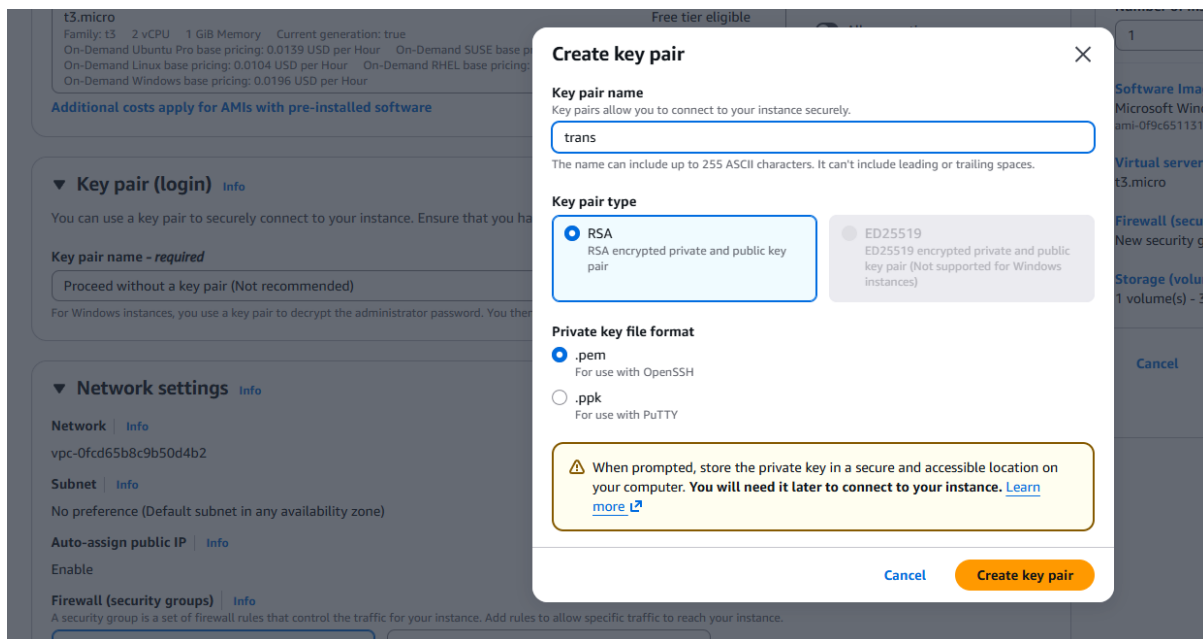 t3.micro
Free tier eligible
Family: t3 2 vCPU 1 GiB Memory Current generation: true
On-Demand Ubuntu Pro base pricing: 0.0139 USD per Hour On-Demand SUSE base
On-Demand Linux base pricing: 0.0104 USD per Hour On-Demand RHEL base pricing:
On-Demand Windows base pricing: 0.0196 USD per Hour
Additional costs apply for AMIs with pre-installed software
Key pair (login) Info
You can use a key pair to securely connect to your instance. Ensure that you
Key pair name - required
Proceed without a key pair (Not recommended)
For Windows instances, you use a key pair to decrypt the administrator password. You
Network settings Info
Network Info
vpc-0fcd65b8c9b50d4b2
Subnet Info
No preference (Default subnet in any availability zone)
Auto-assign public IP Info
Enable
Firewall (security groups) Info
A security group is a set of firewall rules that control the traffic for your instance. Add rules to allow specific traffic to reach your instance.
Create key pair
Key pair name
Key pairs allow you to connect to your instance securely.
trans
The name can include up to 255 ASCII characters. It can't include leading or trailing spaces.
Key pair type
RSA
RSA encrypted private and public key
pair
ED25519
ED25519 encrypted private and public
key pair (Not supported for Windows
instances)
Private key file format
.pem
For use with OpenSSH
.ppk
For use with PuTTY
When prompted, store the private key in a secure and accessible location on
your computer. You will need it later to connect to your instance. Learn
more
Cancel
Create key pair
1
Software
Microsoft
ami-0f9c651131
Virtual server
t3.micro
Firewall
New security
Storage
1 volume(s) -
Cancel